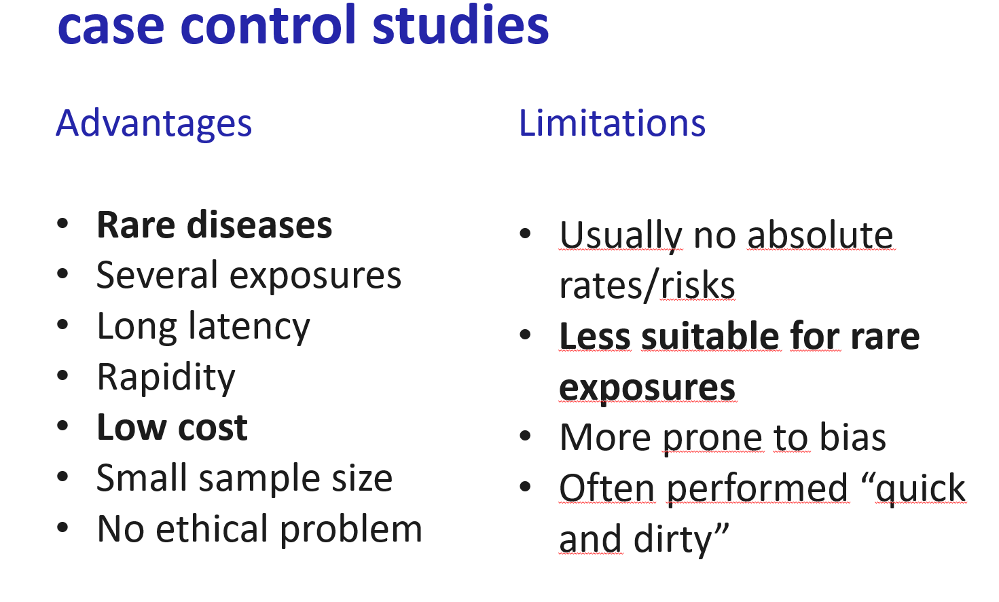 case control studies
Advantages
• Rare diseases
• Several exposures
• Long latency
• Rapidity
• Low cost
• Small sample size
• No ethical problem
Limitations
• Usually no absolute
rates/risks
• Less suitable for rare
exposures
• More prone to bias
• Often performed “quick
and dirty”